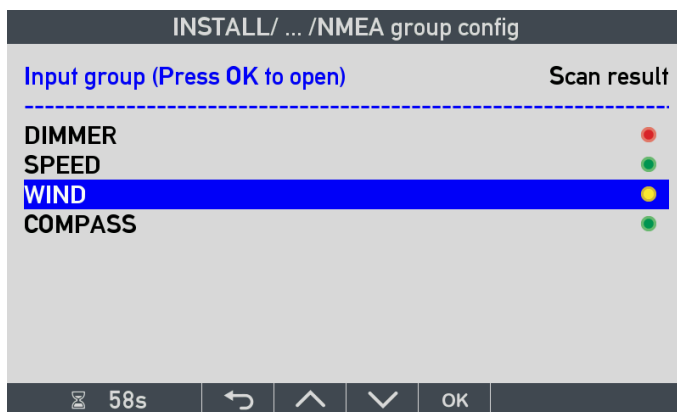 INSTALL/ ... /NMEA group config
Input group (Press OK to open) Scan result
DIMMER
SPEED
WIND
COMPASS
58s OK